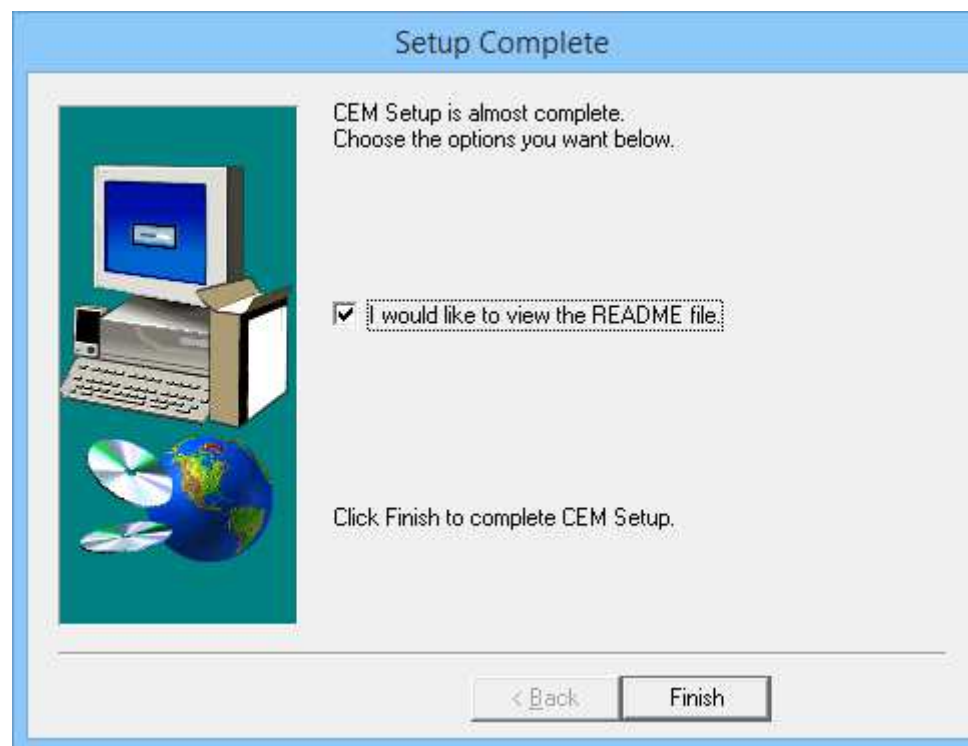 Setup Complete
CEM Setup is almost complete.
Choose the options you want below.
I would like to view the README file.
Click Finish to complete CEM Setup.
< Back
Finish